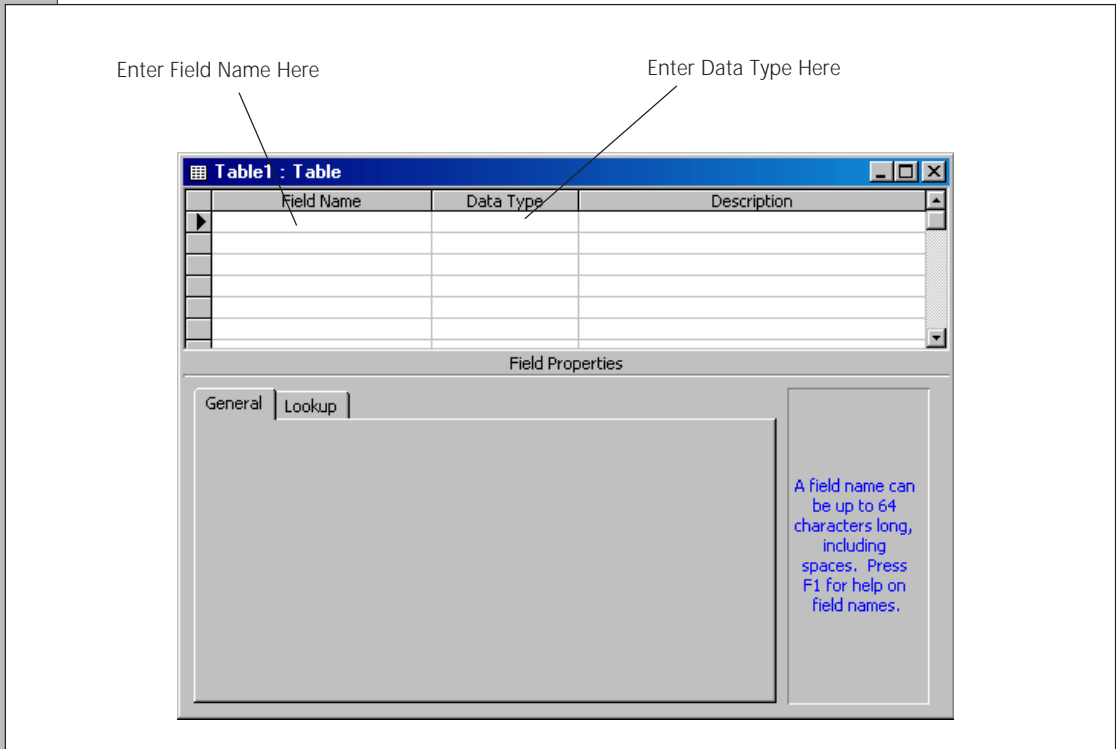 Enter Field Name Here
Enter Data Type Here
Table1 : Table
Field Name Data Type Description
Field Properties
General Lookup
A field name can
be up to 64
characters long,
including
spaces. Press
F1 for help on
field names.